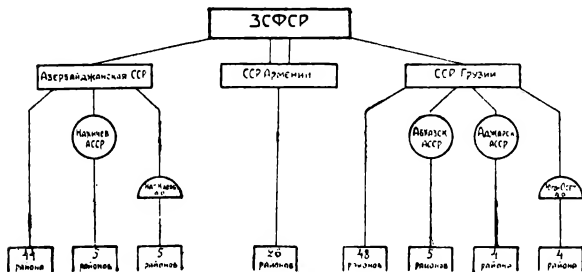 ЗСФСР
Азербайджанская ССР
ССР Армении
ССР Грузии
Нахичев
АССР
Абхазск
АССР
Аджарск
АССР
А.О.
44
района
5
районов
5
районов
26
районов
48
районов
5
районов
4
района
4
района